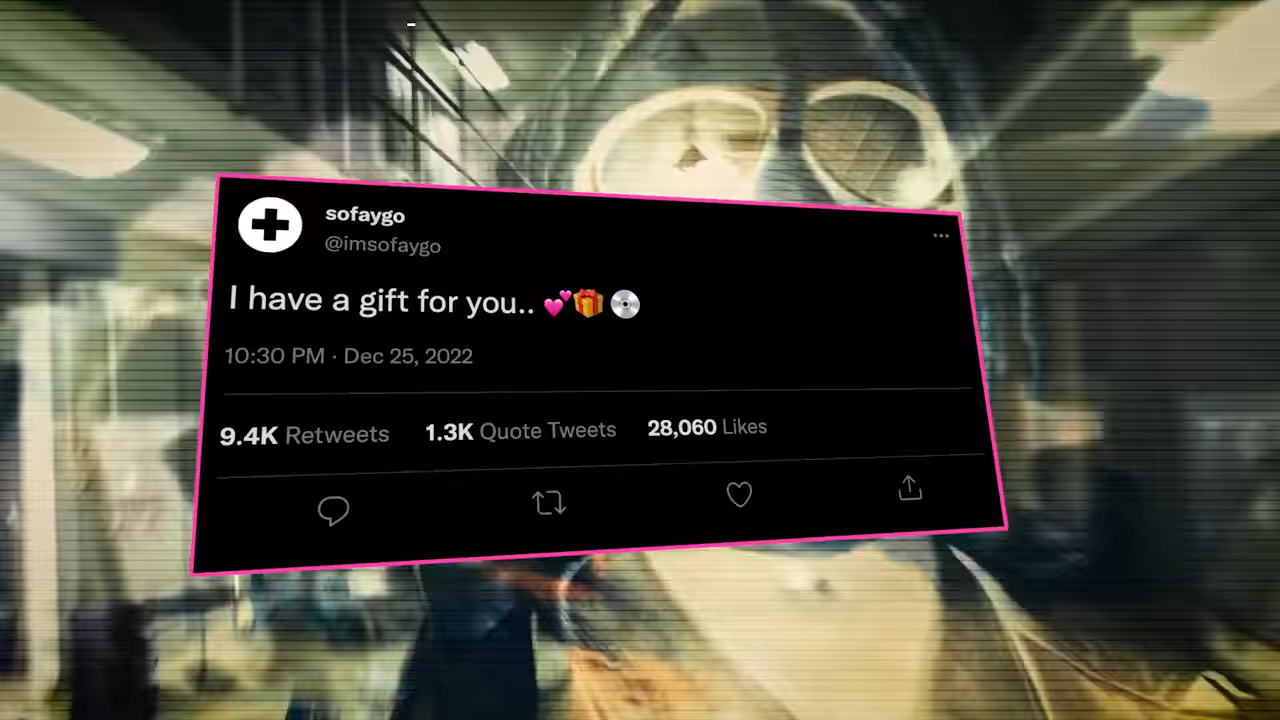 sofaygo
@imsofaygo
I have a gift for you.. 💕🎁💿
10:30 PM · Dec 25, 2022
9.4K Retweets 1.3K Quote Tweets 28,060 Likes